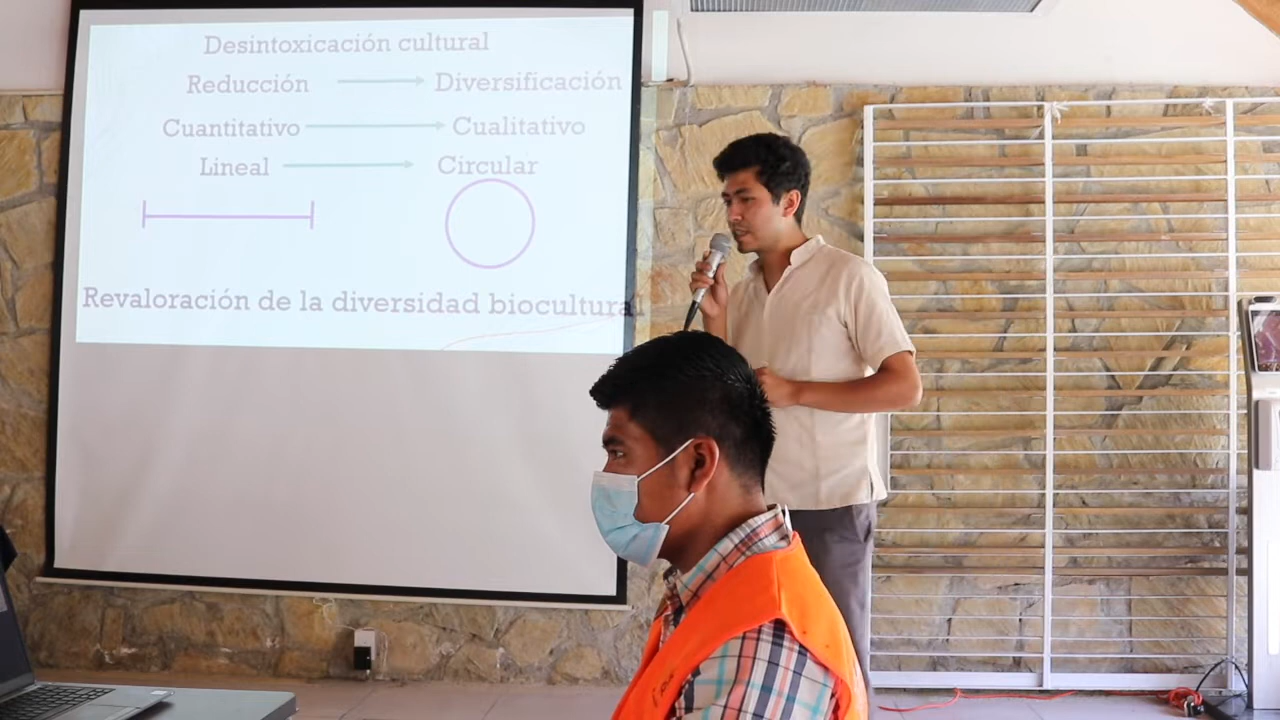 Desintoxicación cultural
Reducción Diversificación
Cuantitativo Cualitativo
Lineal Circular
Revaloración de la diversidad biocultural